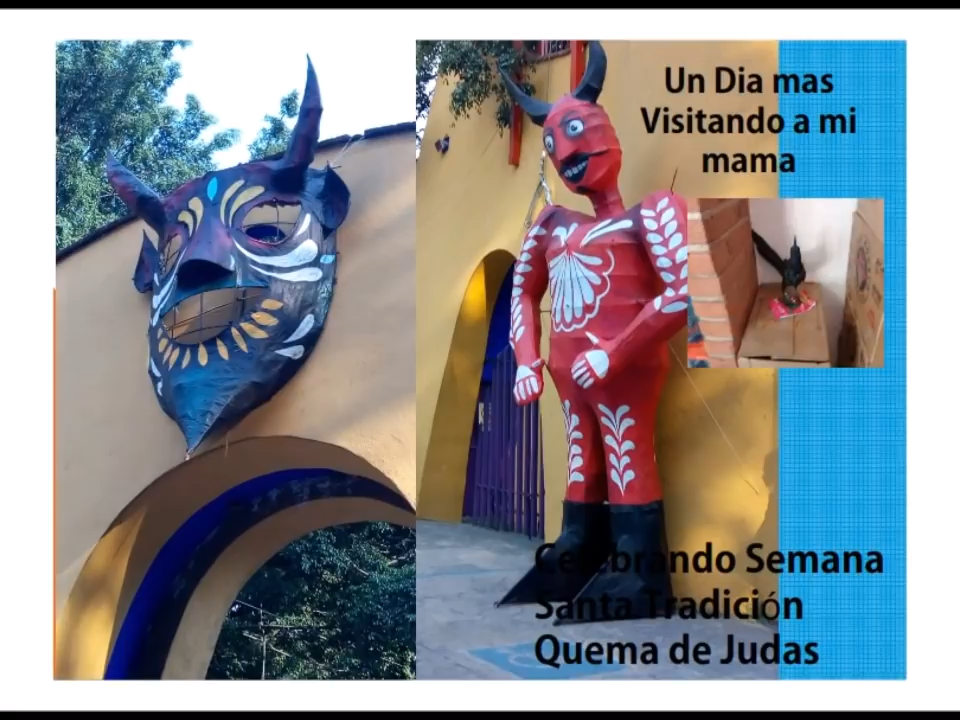 Un Dia mas
Visitando a mi
mama
Celebrando Semana
Santa Tradición
Quema de Judas